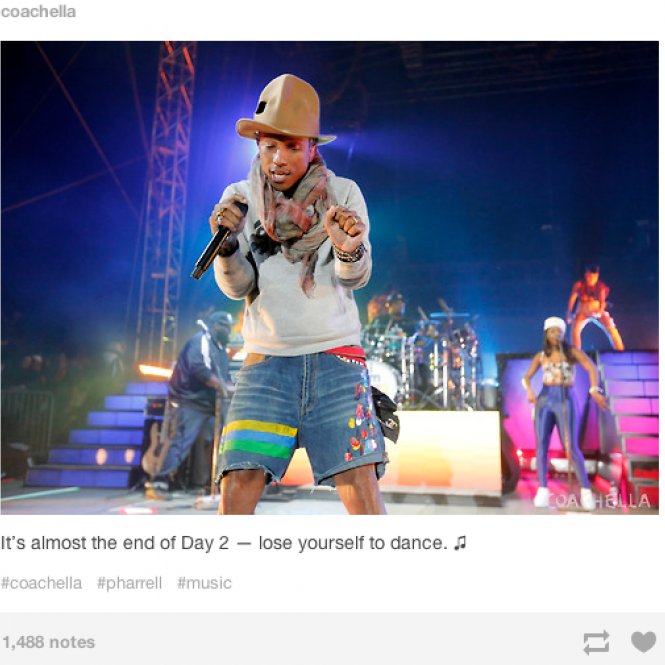 coachella
COACHELLA
It's almost the end of Day 2 — lose yourself to dance. ♫
#coachella #pharrell #music
1,488 notes